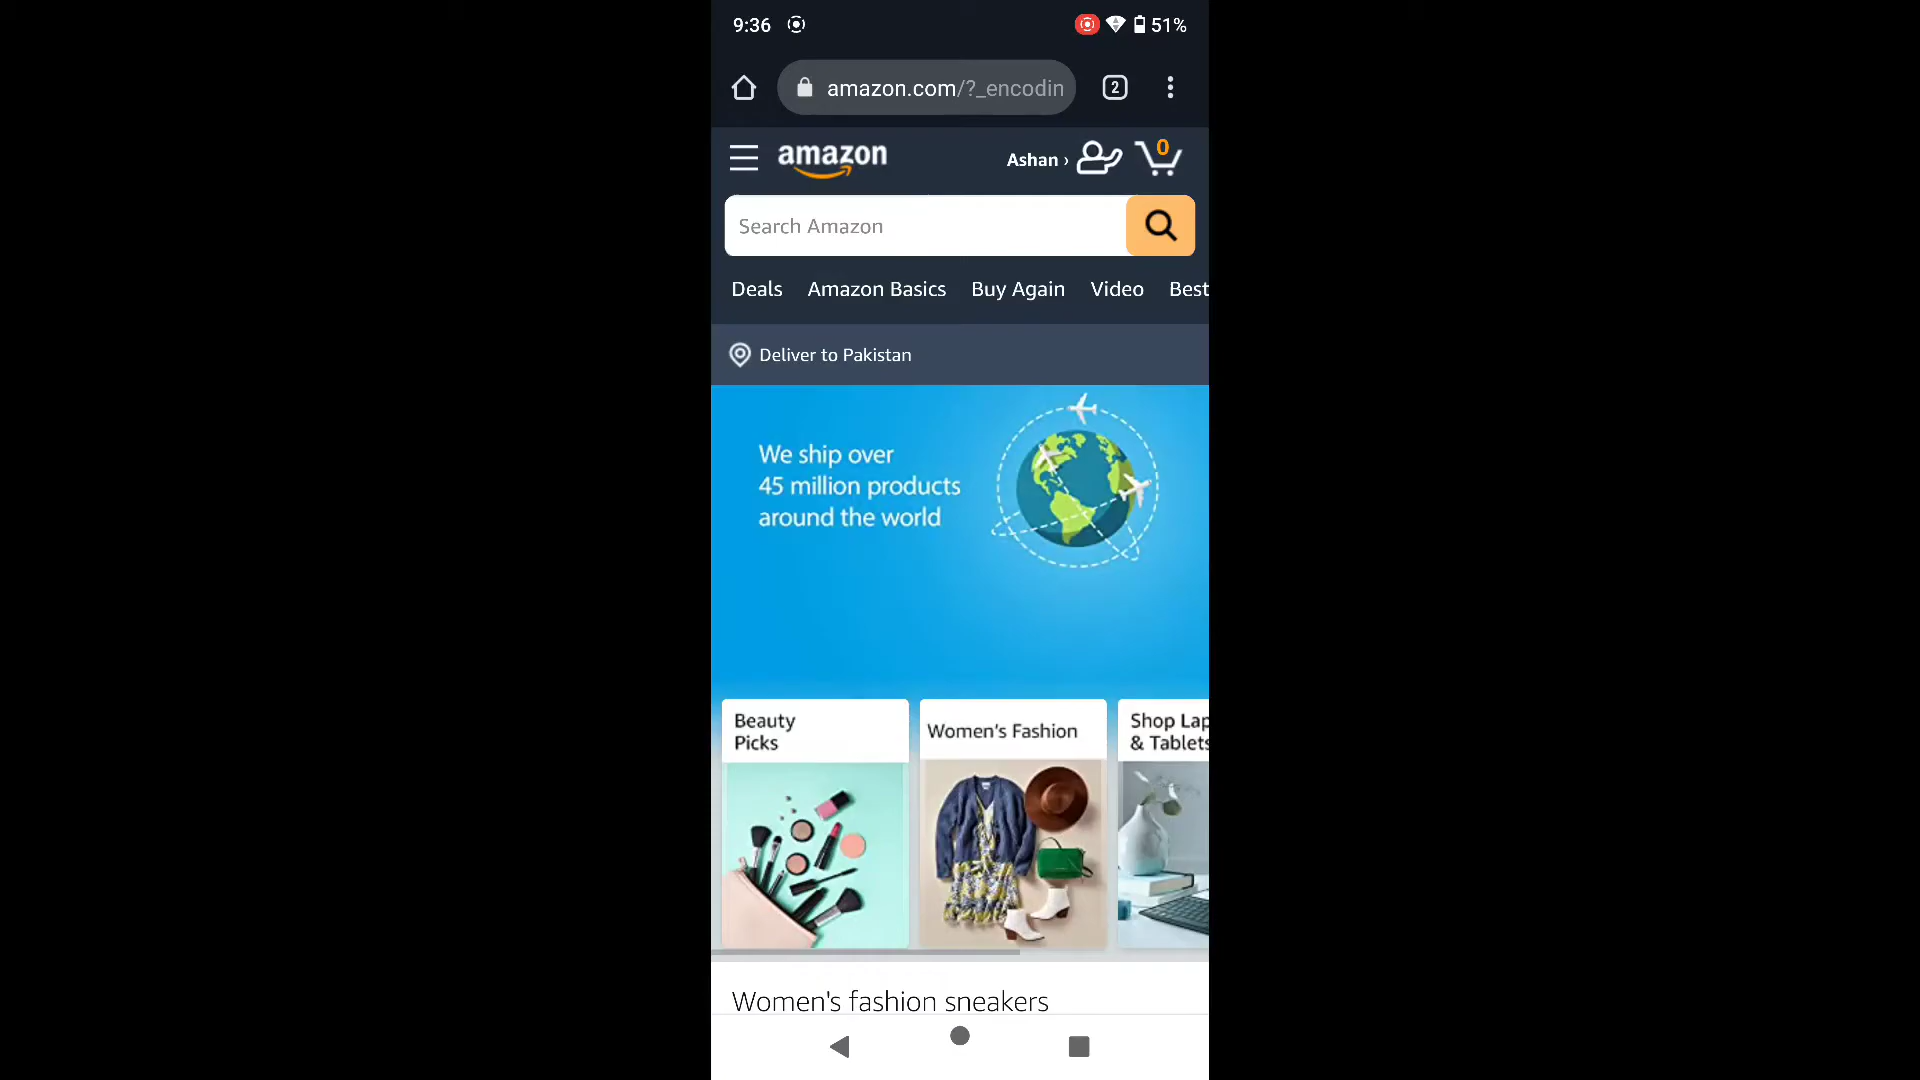 9:36
51%
amazon.com/?_encodin
2
amazon
Ashan ›
0
Search Amazon
Deals Amazon Basics Buy Again Video Best
Deliver to Pakistan
We ship over
45 million products
around the world
Beauty
Picks
Women's Fashion
Shop Lap
& Tablets
Women's fashion sneakers